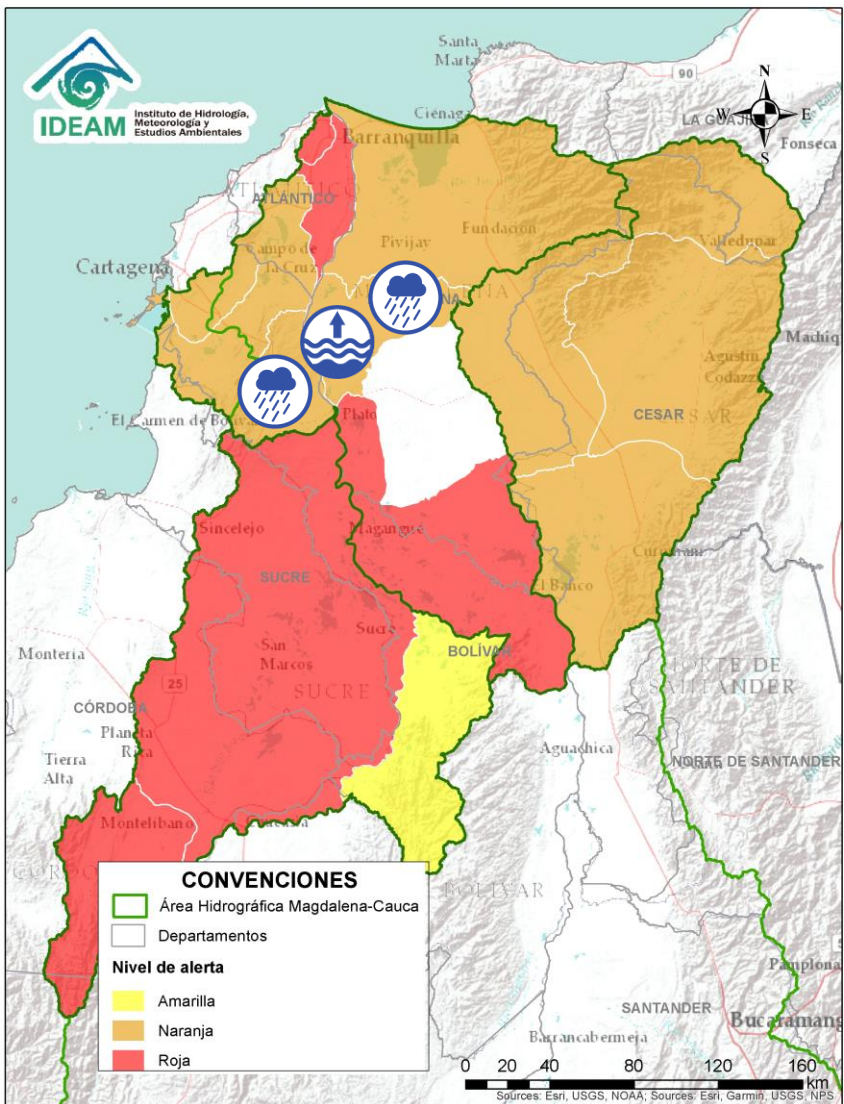 IDEAM
Instituto de Hidrología,
Meteorología y
Estudios Ambientales
Santa
Marta
90
N
W
E
S
Ciénaga
LA GUAJI
Fonseca
Barranquilla
ATLÁNTICO
Fundación
Pivijay
Valledupar
Campo de
la Cruz
Cartagena
NA
Agustín
Codazzi
El Carmen de Bolívar
Plato
CESAR
Sincelejo
Magangué
SUCRE
El Banco
Sucre
San
Marcos
BOLÍVAR
Montería
SUCRE
NORTE DE
SANTANDER
25
CÓRDOBA
Planeta
Rica
Aguachica
NORTE DE SANTANDER
Tierra
Alta
Montelíbano
BOLÍVAR
CONVENCIONES
Área Hidrográfica Magdalena-Cauca
Departamentos
Nivel de alerta
Amarilla
Naranja
Roja
Pamplona
SANTANDER
Bucaramang
Barrancabermeja
0 20 40 80 120 160
km
Sources: Esri, USGS, NOAA; Sources: Esri, Garmin, USGS, NPS